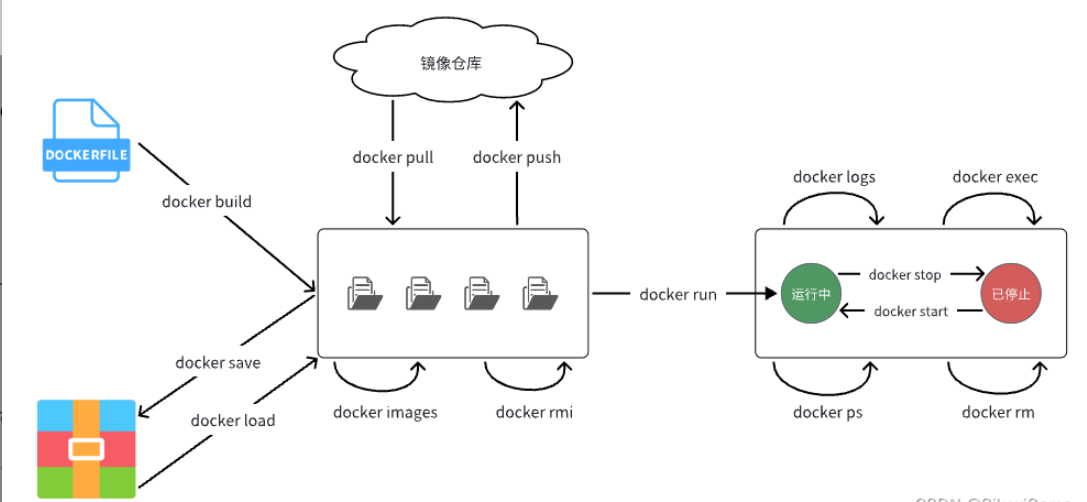 镜像仓库
DOCKERFILE
docker pull
docker push
docker build
docker logs
docker exec
运行中
docker stop
已停止
docker run
docker start
docker save
docker load
docker images
docker rmi
docker ps
docker rm